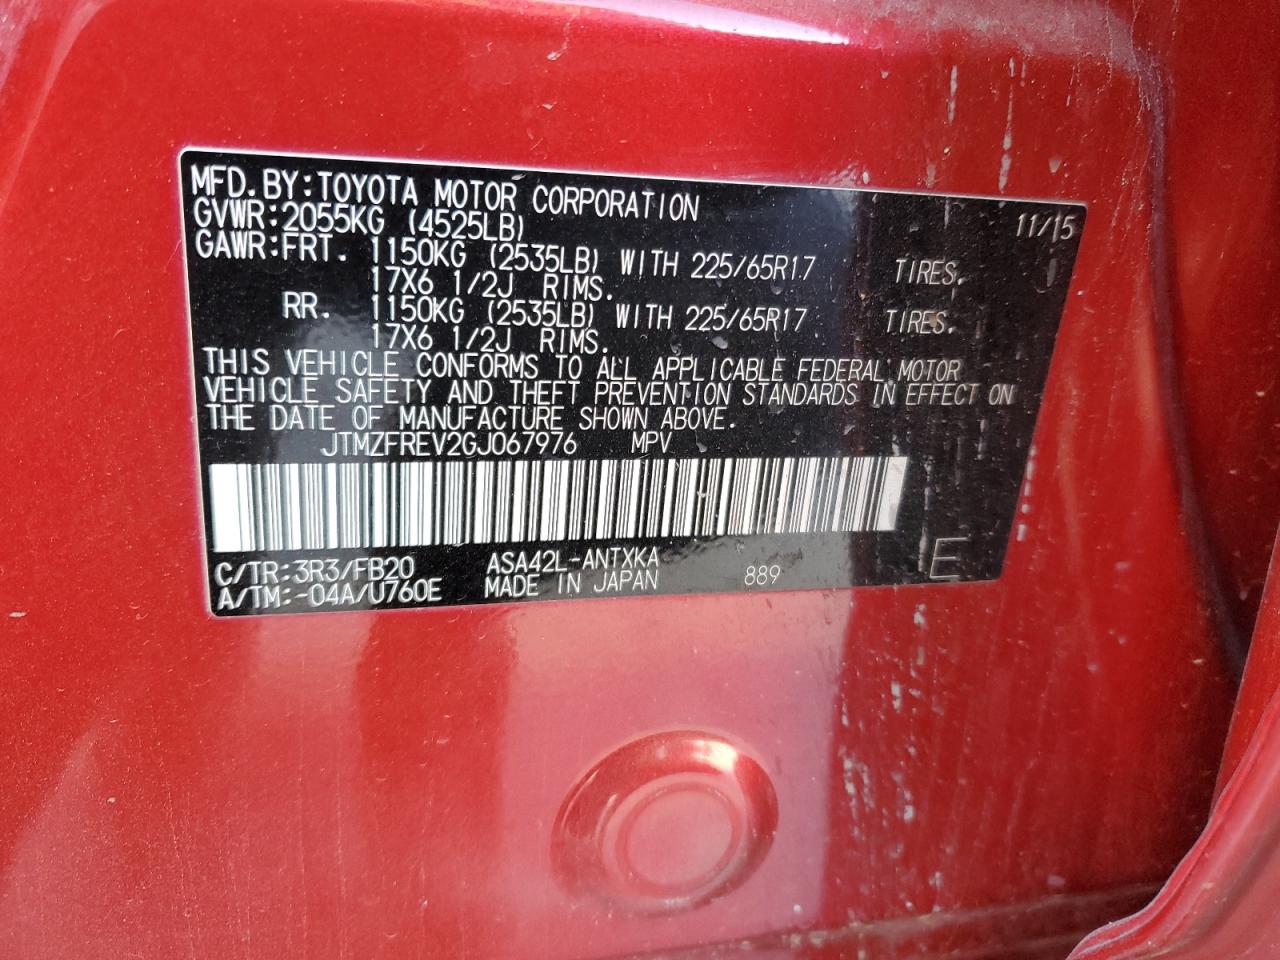 MFD.BY:TOYOTA MOTOR CORPORATION 11/15
GVWR:2055KG (4525LB)
GAWR:FRT. 1150KG (2535LB) WITH 225/65R17 TIRES.
17X6 1/2J RIMS.
RR. 1150KG (2535LB) WITH 225/65R17 TIRES.
17X6 1/2J RIMS.
THIS VEHICLE CONFORMS TO ALL APPLICABLE FEDERAL MOTOR
VEHICLE SAFETY AND THEFT PREVENTION STANDARDS IN EFFECT ON
THE DATE OF MANUFACTURE SHOWN ABOVE.
JTMZFREV2GJ067976 MPV
C/TR:3R3/FB20 ASA42L-ANTXKA
A/TM:-04A/U760E MADE IN JAPAN 889 E